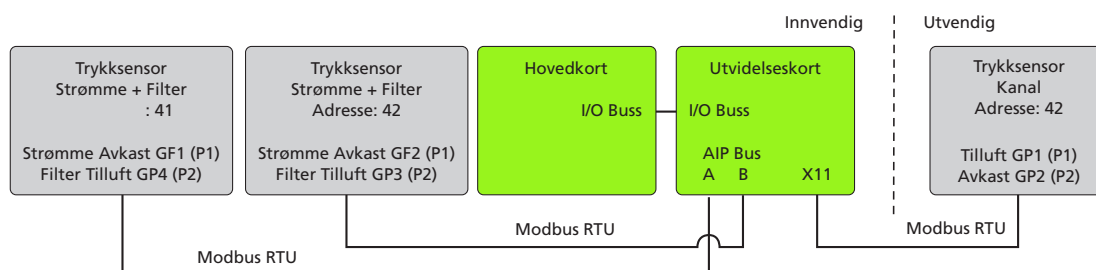 Innvendig
Utvendig
Trykksensor
Strømme + Filter
: 41
Strømme Avkast GF1 (P1)
Filter Tilluft GP4 (P2)
Trykksensor
Strømme + Filter
Adresse: 42
Strømme Avkast GF2 (P1)
Filter Tilluft GP3 (P2)
Hovedkort
I/O Buss
Utvidelseskort
I/O Buss
AIP Bus
A B X11
Trykksensor
Kanal
Adresse: 42
Tilluft GP1 (P1)
Avkast GP2 (P2)
Modbus RTU
Modbus RTU
Modbus RTU